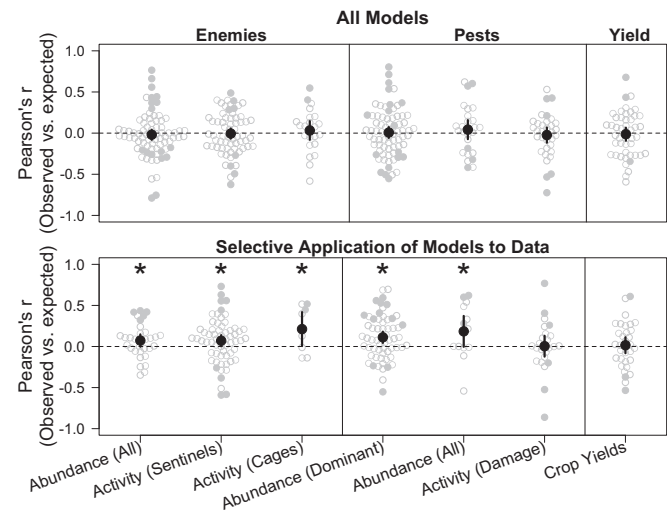 All Models
Enemies Pests Yield
Pearson's r
(Observed vs. expected)
1.0
0.5
0.0
-0.5
-1.0
Selective Application of Models to Data
Pearson's r
(Observed vs. expected)
1.0
0.5
0.0
-0.5
-1.0
* * * * *
Abundance (All)
Activity (Sentinels)
Activity (Cages)
Abundance (Dominant)
Abundance (All)
Activity (Damage)
Crop Yields